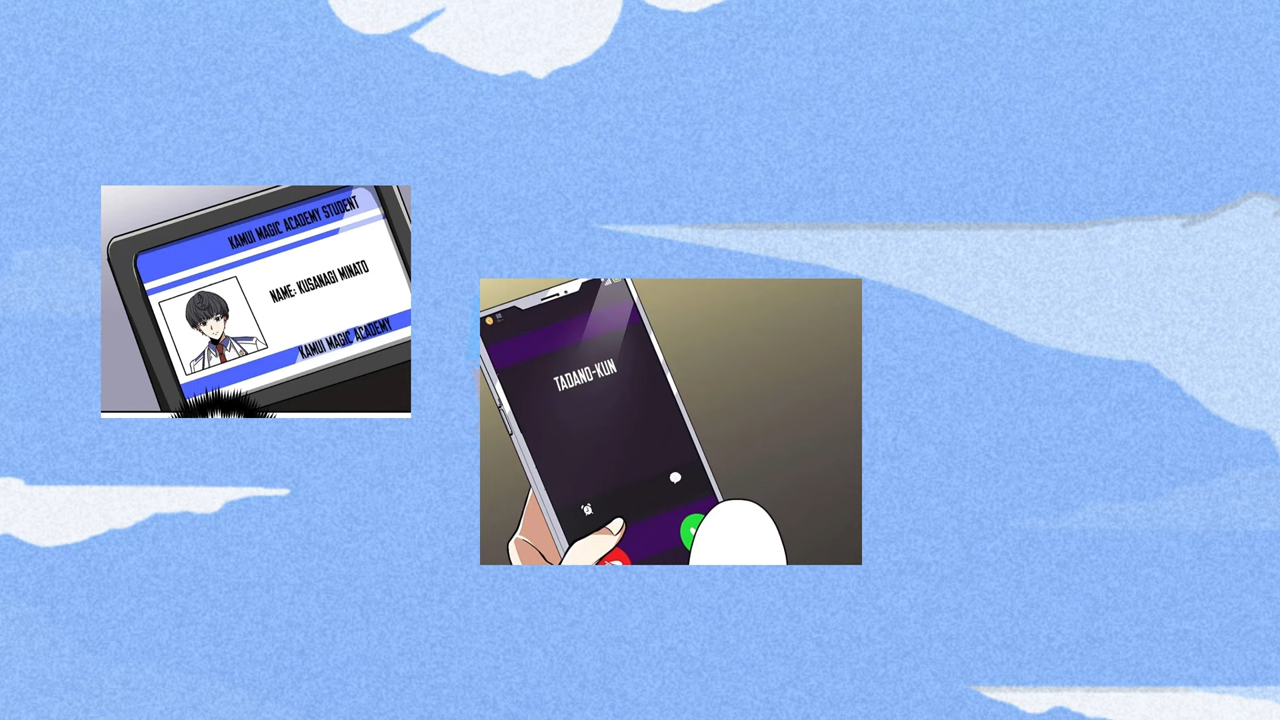 KAMUI MAGIC ACADEMY STUDENT
NAME: KUSANAGI MINATO
KAMUI MAGIC ACADEMY
TADANO-KUN